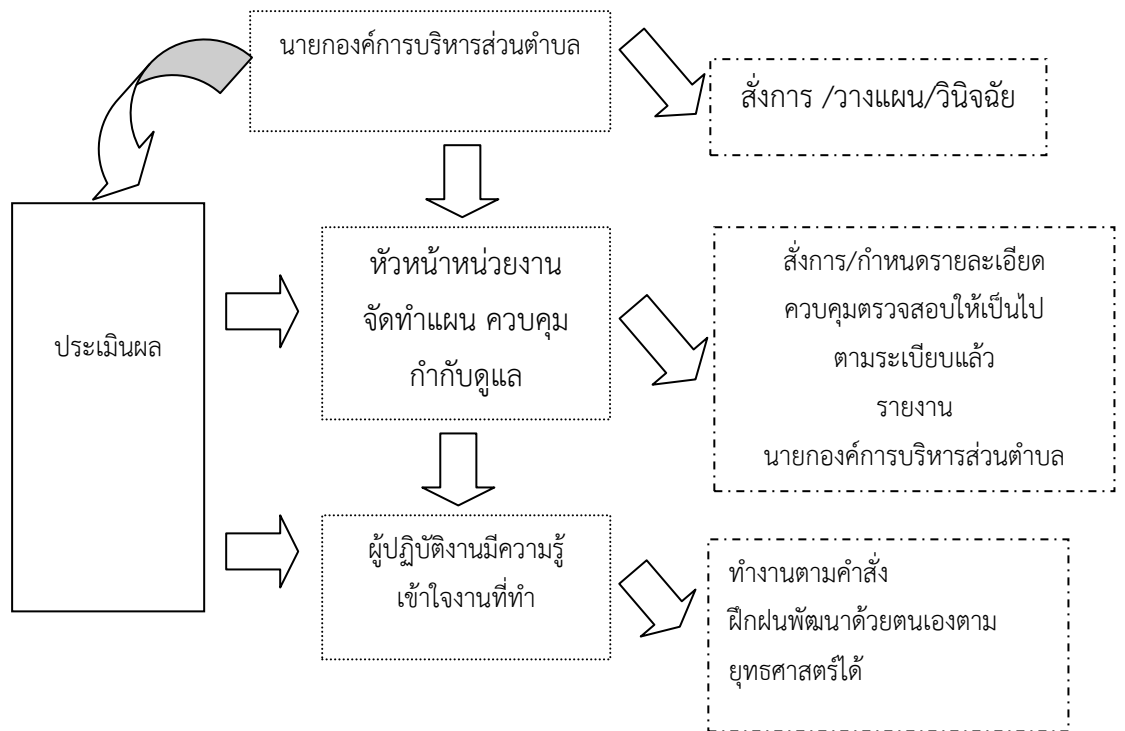 นายกองค์การบริหารส่วนตำบล
สั่งการ /วางแผน/วินิจฉัย
ประเมินผล
หัวหน้าหน่วยงาน
จัดทำแผน ควบคุม
กำกับดูแล
สั่งการ/กำหนดรายละเอียด
ควบคุมตรวจสอบให้เป็นไป
ตามระเบียบแล้ว
รายงาน
นายกองค์การบริหารส่วนตำบล
ผู้ปฏิบัติงานมีความรู้
เข้าใจงานที่ทำ
ทำงานตามคำสั่ง
ฝึกฝนพัฒนาด้วยตนเองตาม
ยุทธศาสตร์ได้